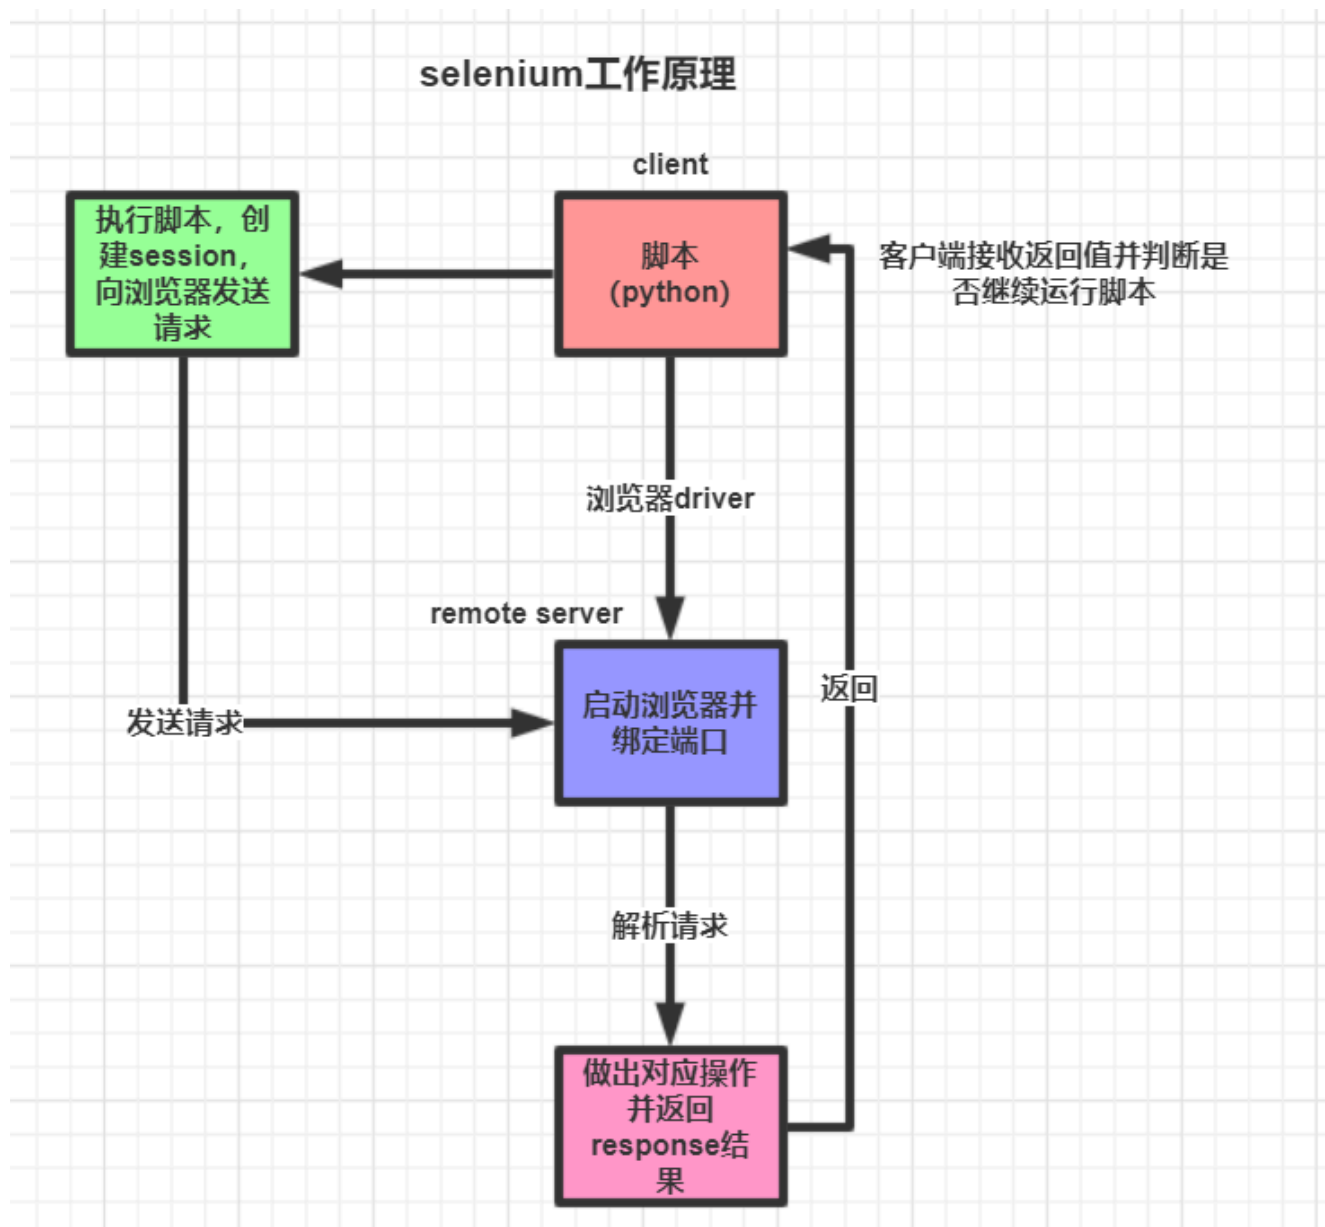 selenium工作原理
client
执行脚本，创
建session，
向浏览器发送
请求
脚本
（python）
客户端接收返回值并判断是
否继续运行脚本
浏览器driver
remote server
启动浏览器并
绑定端口
返回
发送请求
解析请求
做出对应操作
并返回
response结
果